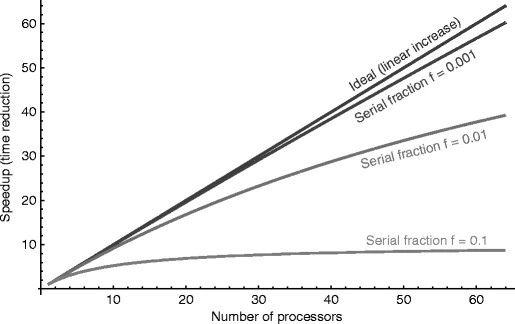 60
50
40
30
20
10
Speedup (time reduction)
Ideal (linear increase)
Serial fraction f = 0.001
Serial fraction f = 0.01
Serial fraction f = 0.1
10
20
30
40
50
60
Number of processors